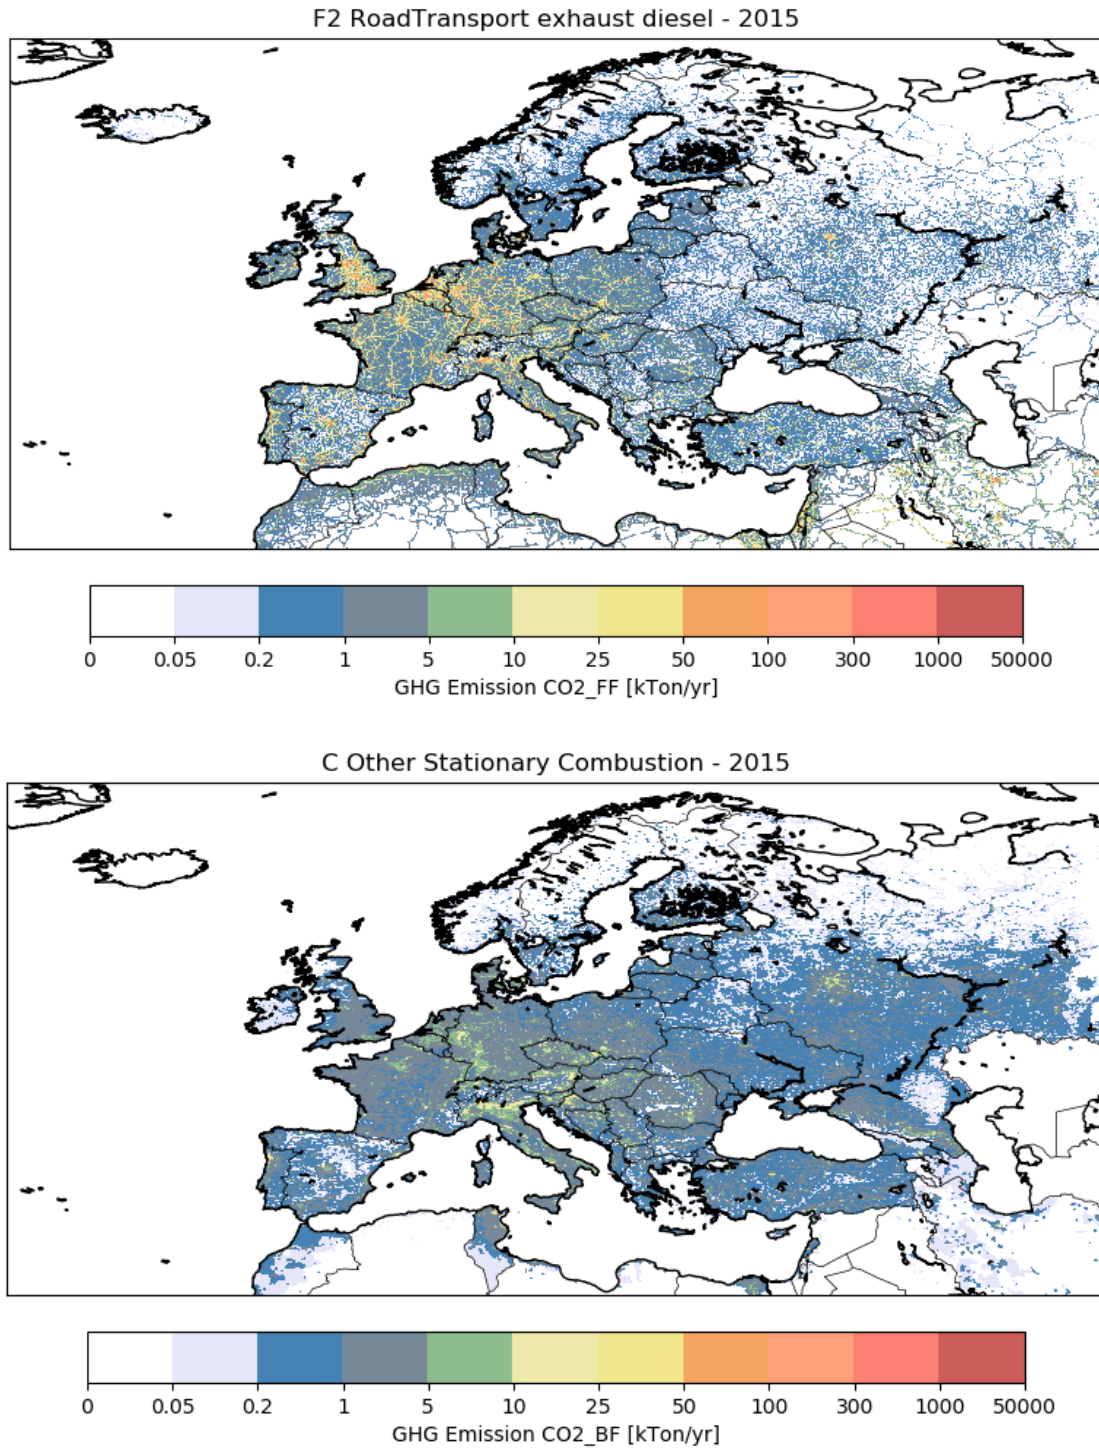 F2 RoadTransport exhaust diesel - 2015
0 0.05 0.2 1 5 10 25 50 100 300 1000 50000
GHG Emission CO2_FF [kTon/yr]
C Other Stationary Combustion - 2015
0 0.05 0.2 1 5 10 25 50 100 300 1000 50000
GHG Emission CO2_BF [kTon/yr]